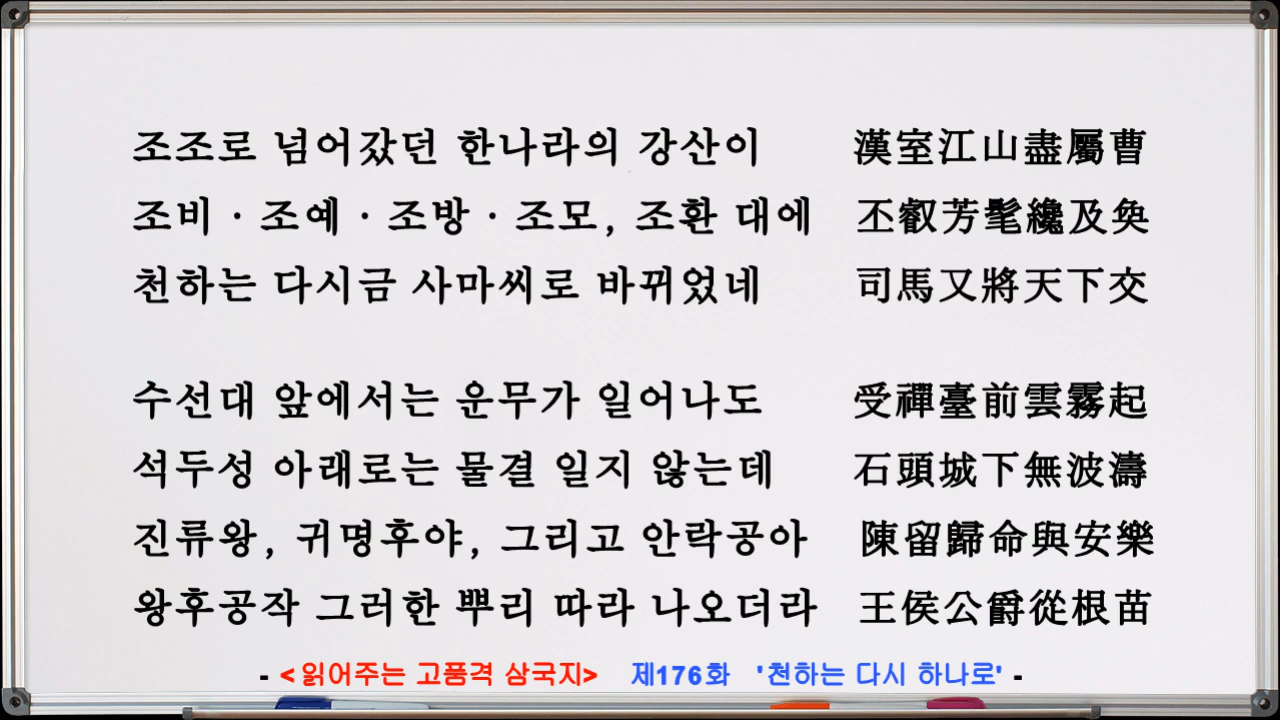 조조로 넘어갔던 한나라의 강산이 漢室江山盡屬曹
조비·조예·조방·조모, 조환 대에 丕叡芳髦纔及奐
천하는 다시금 사마씨로 바뀌었네 司馬又將天下交
수선대 앞에서는 운무가 일어나도 受禪臺前雲霧起
석두성 아래로는 물결 일지 않는데 石頭城下無波濤
진류왕, 귀명후야, 그리고 안락공아 陳留歸命與安樂
왕후공작 그러한 뿌리 따라 나오더라 王侯公爵從根苗
- <읽어주는 고품격 삼국지> 제176화 '천하는 다시 하나로' -